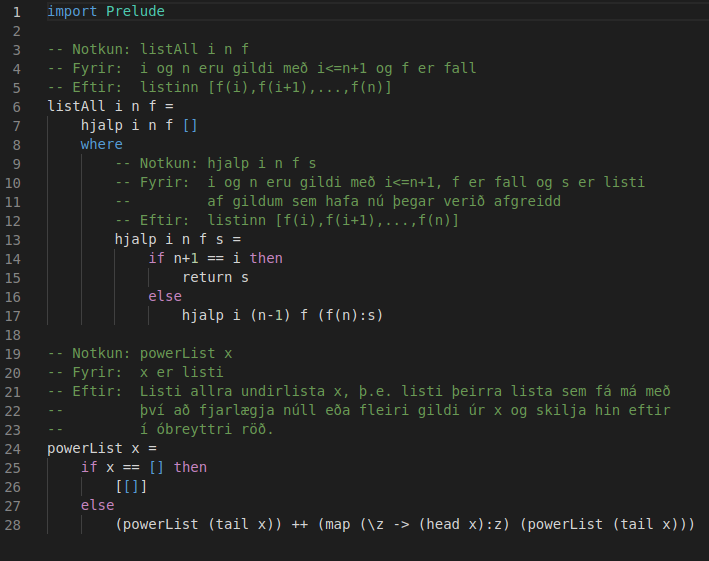 1 import Prelude
2
3 -- Notkun: listAll i n f
4 -- Fyrir:  i og n eru gildi með i<=n+1 og f er fall
5 -- Eftir:  listinn [f(i),f(i+1),...,f(n)]
6 listAll i n f =
7     hjalp i n f []
8     where
9         -- Notkun: hjalp i n f s
10         -- Fyrir:  i og n eru gildi með i<=n+1, f er fall og s er listi
11         --         af gildum sem hafa nú þegar verið afgreidd
12         -- Eftir:  listinn [f(i),f(i+1),...,f(n)]
13         hjalp i n f s =
14             if n+1 == i then
15                 return s
16             else
17                 hjalp i (n-1) f (f(n):s)
18
19 -- Notkun: powerList x
20 -- Fyrir:  x er listi
21 -- Eftir:  Listi allra undirlista x, þ.e. listi þeirra lista sem fá má með
22 --         því að fjarlægja núll eða fleiri gildi úr x og skilja hin eftir
23 --         í óbreyttri röð.
24 powerList x =
25     if x == [] then
26         [[]]
27     else
28         (powerList (tail x)) ++ (map (\z -> (head x):z) (powerList (tail x)))